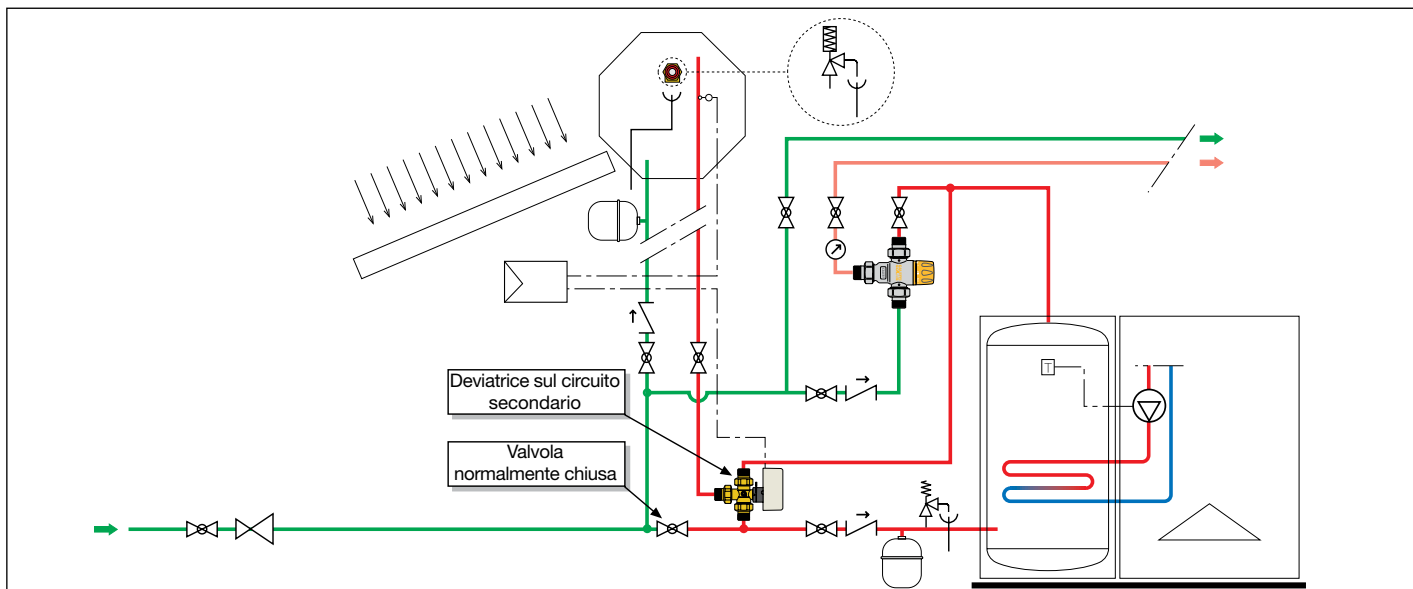 Deviatrice sul circuito
secondario
Valvola
normalmente chiusa
T